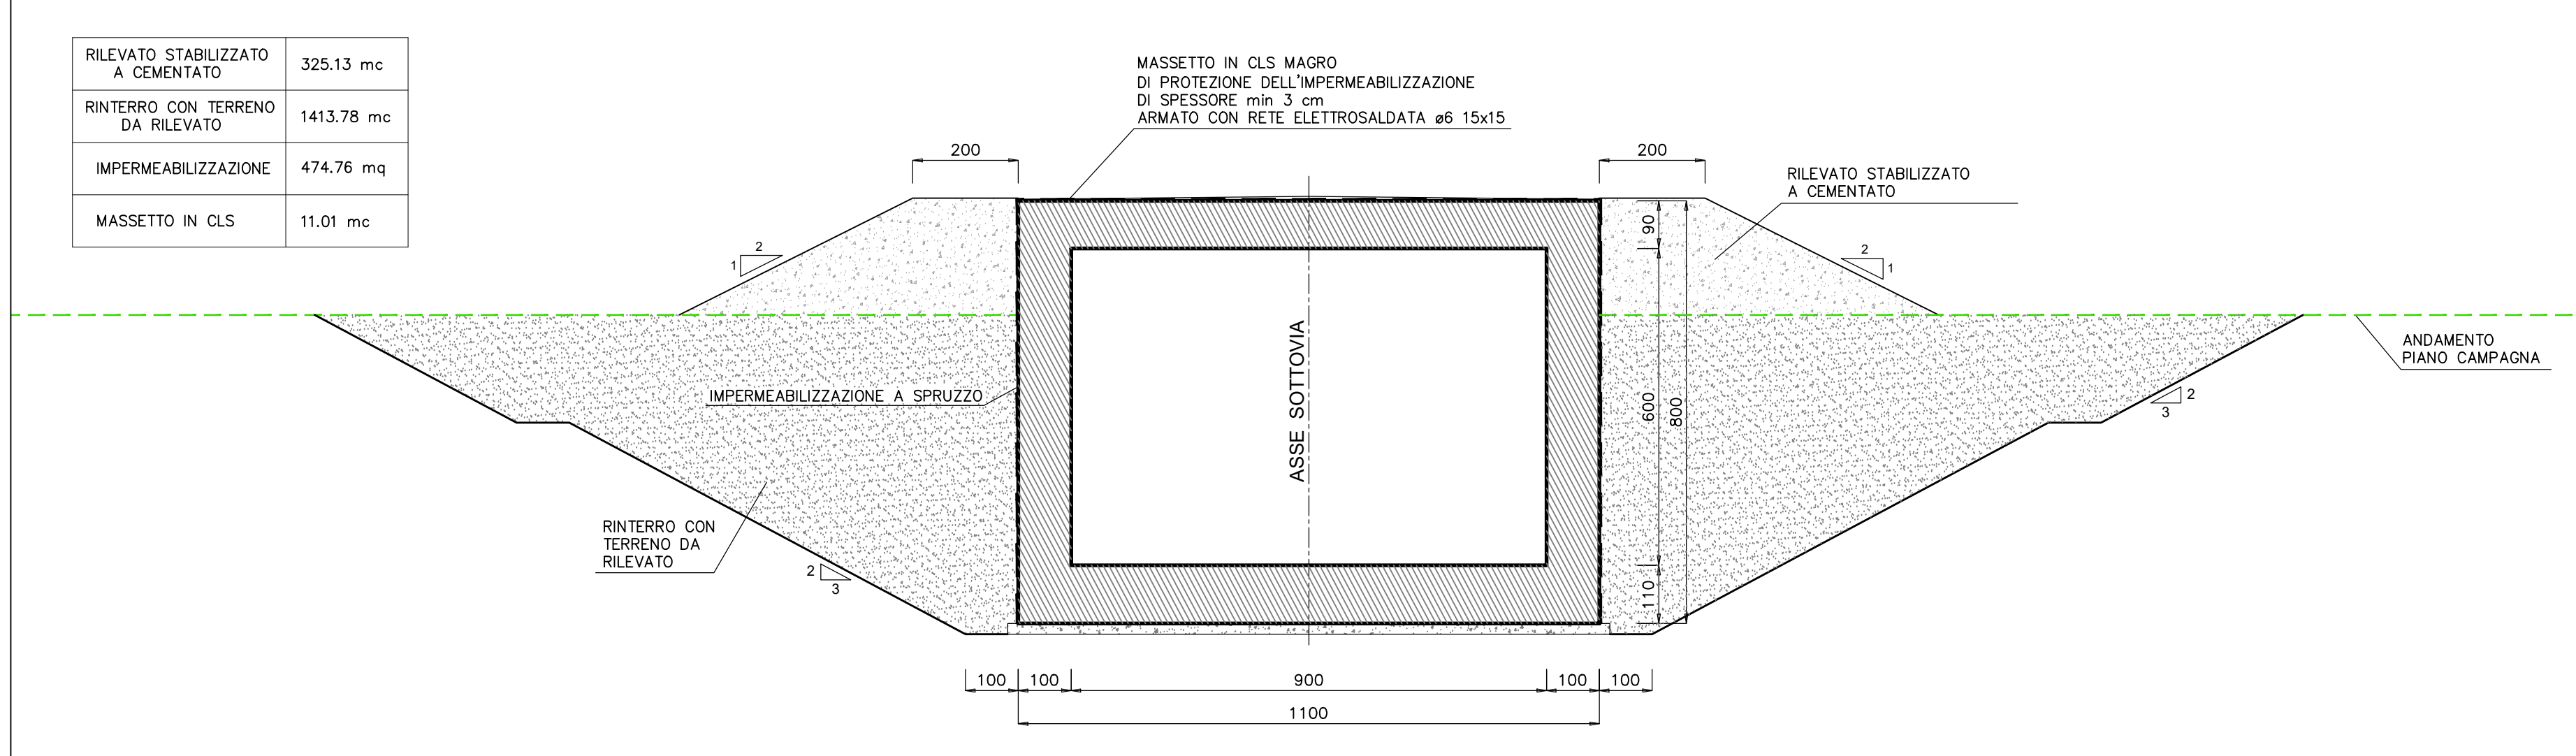 RILEVATO STABILIZZATO
A CEMENTATO
325.13 mc
RINTERRO CON TERRENO
DA RILEVATO
1413.78 mc
IMPERMEABILIZZAZIONE
474.76 mq
MASSETTO IN CLS
11.01 mc
MASSETTO IN CLS MAGRO
DI PROTEZIONE DELL'IMPERMEABILIZZAZIONE
DI SPESSORE min 3 cm
ARMATO CON RETE ELETTROSALDATA ø6 15x15
200
200
RILEVATO STABILIZZATO
A CEMENTATO
2
1
90
2
1
ANDAMENTO
PIANO CAMPAGNA
IMPERMEABILIZZAZIONE A SPRUZZO
ASSE SOTTOVIA
600
800
2
3
RINTERRO CON
TERRENO DA
RILEVATO
2
3
110
100
100
900
100
100
1100